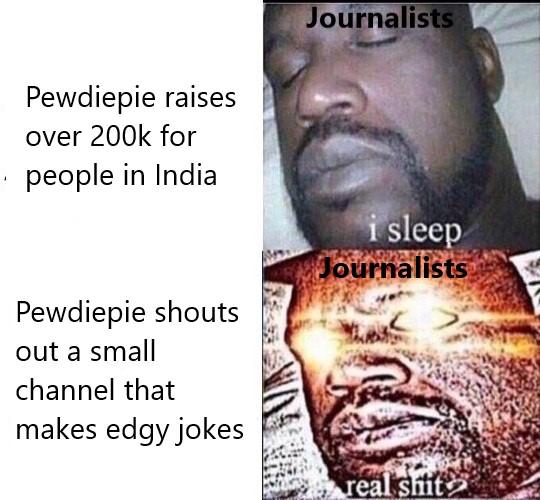 Journalists
Pewdiepie raises
over 200k for
people in India
i sleep
Journalists
Pewdiepie shouts
out a small
channel that
makes edgy jokes
real shit?